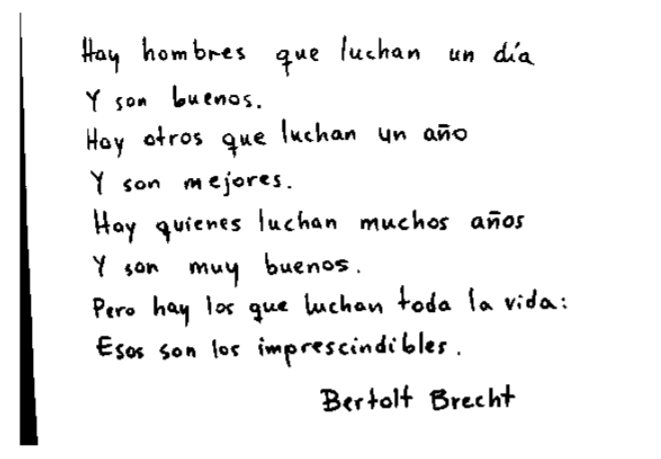 Hay hombres que luchan un día
Y son buenos.
Hay otros que luchan un año
Y son mejores.
Hay quienes luchan muchos años
Y son muy buenos.
Pero hay los que luchan toda la vida:
Esos son los imprescindibles.
Bertolt Brecht